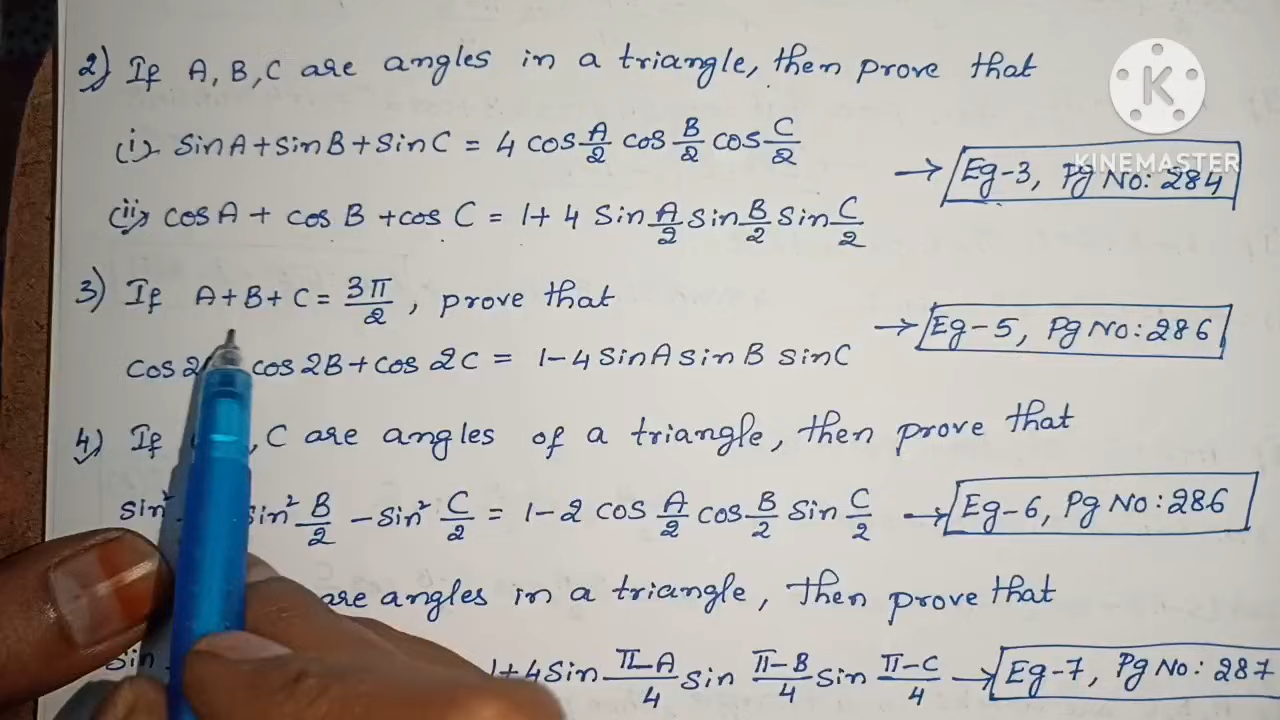 2) If A, B, C are angles in a triangle, then prove that
(i) sinA + sinB + sinC = 4 cos A/2 cos B/2 cos C/2
K
KINEMASTER
→ Eg-3, Pg No: 284
(ii) cosA + cosB + cosC = 1 + 4 sin A/2 sin B/2 sin C/2
3) If A + B + C = 3π/2, prove that
→ Eg-5, Pg No: 286
cos 2 cos 2B + cos 2C = 1 - 4 sinA sinB sinC
4) If , C are angles of a triangle, then prove that
sin² sin² B/2 - sin² C/2 = 1 - 2 cos A/2 cos B/2 sin C/2 → Eg-6, Pg No: 286
are angles in a triangle, then prove that
sin 1 + 4 sin π-A/4 sin π-B/4 sin π-C/4 → Eg-7, Pg No: 287